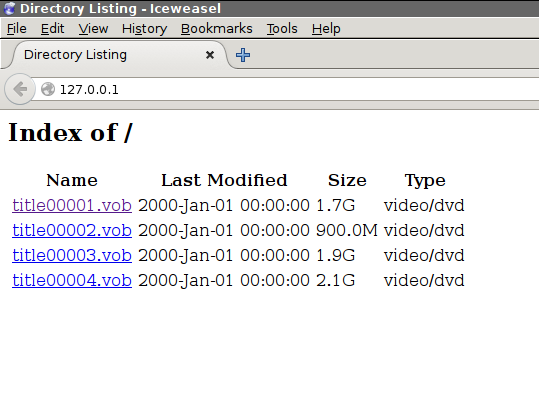 Directory Listing - Iceweasel
File Edit View History Bookmarks Tools Help
Directory Listing
127.0.0.1
Index of /
Name Last Modified Size Type
title00001.vob 2000-Jan-01 00:00:00 1.7G video/dvd
title00002.vob 2000-Jan-01 00:00:00 900.0M video/dvd
title00003.vob 2000-Jan-01 00:00:00 1.9G video/dvd
title00004.vob 2000-Jan-01 00:00:00 2.1G video/dvd